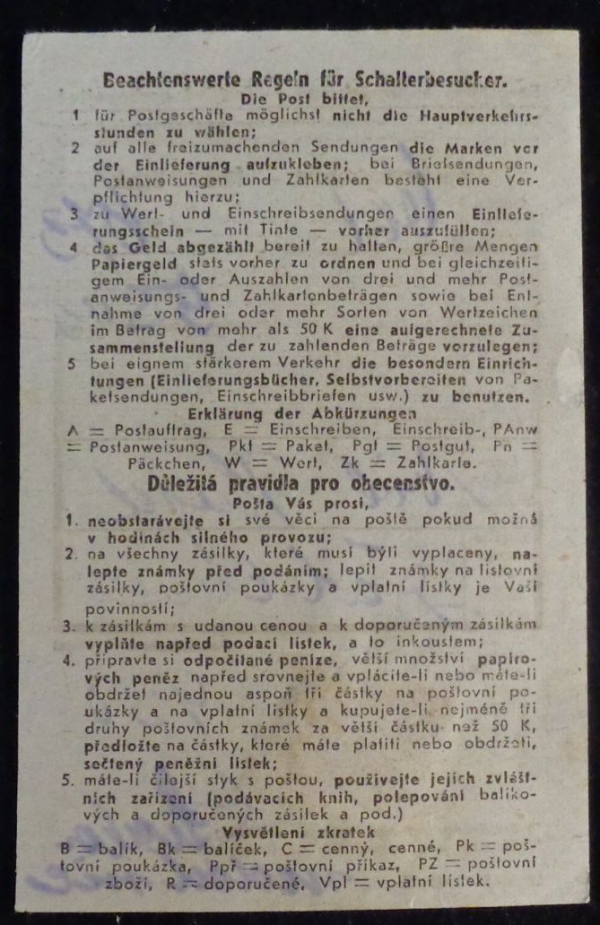 Beachtenswerte Regeln für Schalterbesucher.
Die Post bittet,
1 für Postgeschäfte möglichst nicht die Hauptverkehrs-
stunden zu wählen;
2 auf alle freizumachenden Sendungen die Marken vor
der Einlieferung aufzukleben; bei Briefsendungen,
Postanweisungen und Zahlkarten besteht eine Ver-
pflichtung hierzu;
3 zu Wert- und Einschreibsendungen einen Einliefe-
rungsschein — mit Tinte — vorher auszufüllen;
4 das Geld abgezählt bereit zu halten, größre Mengen
Papiergeld stets vorher zu ordnen und bei gleichzeiti-
gem Ein- oder Auszahlen von drei und mehr Post-
anweisungs- und Zahlkartenbeträgen sowie bei Ent-
nahme von drei oder mehr Sorten von Wertzeichen
im Betrag von mehr als 50 K eine aufgerechnete Zu-
sammenstellung der zu zahlenden Beträge vorzulegen;
5 bei eignem stärkerem Verkehr die besondern Einrich-
tungen (Einlieferungsbücher, Selbstvorbereiten von Pa-
ketsendungen, Einschreibbriefen usw.) zu benutzen.
Erklärung der Abkürzungen
A = Postauftrag, E = Einschreiben, Einschreib-, PAnw
= Postanweisung, Pkt = Paket, Pgt = Postgut, Pn =
Päckchen, W = Wert, Zk = Zahlkarte.
Důležitá pravidla pro obecenstvo.
Pošta Vás prosí,
1. neobstarávejte si své věci na poště pokud možná
v hodinách silného provozu;
2. na všechny zásilky, které musí býti vyplaceny, na-
lepte známky před podáním; lepit známky na listovní
zásilky, poštovní poukázky a vplatní lístky je Vaší
povinností;
3. k zásilkám s udanou cenou a k doporučeným zásilkám
vyplňte napřed podací lístek, a to inkoustem;
4. připravte si odpočítané peníze, větší množství papíro-
vých peněz napřed srovnejte a vplácíte-li nebo máte-li
obdržet najednou aspoň tři částky na poštovní po-
ukázky a na vplatní lístky a kupujete-li nejméně tři
druhy poštovních známek za větší částku než 50 K,
předložte na částky, které máte platiti nebo obdržeti,
sečtený peněžní lístek;
5. máte-li čilejší styk s poštou, používejte jejích zvlášt-
ních zařízení (podávacích knih, polepování balíko-
vých a doporučených zásilek a pod.)
Vysvětlení zkratek
B = balík, Bk = balíček, C = cenný, cenné, Pk = poš-
tovní poukázka, Ppř = poštovní příkaz, PZ = poštovní
zboží, R = doporučené, Vpl = vplatní lístek.